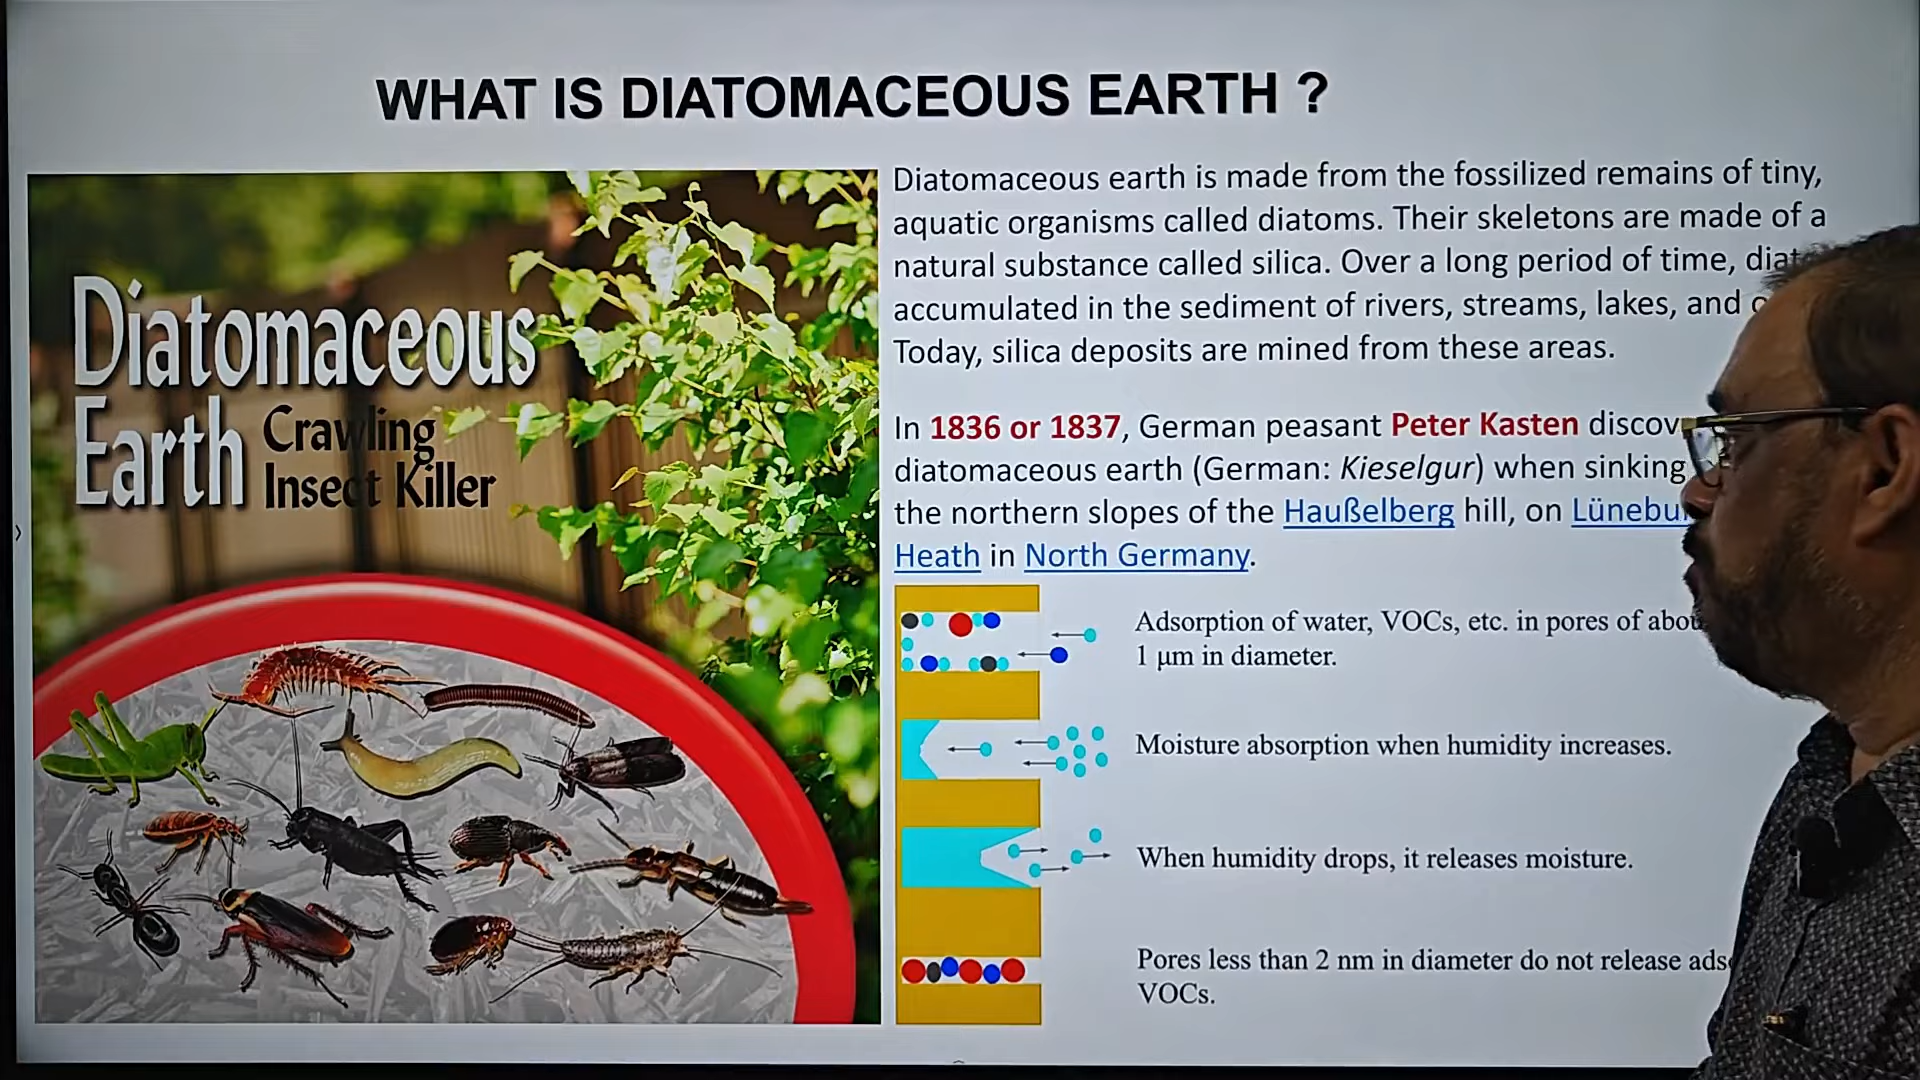 WHAT IS DIATOMACEOUS EARTH ?
Diatomaceous
Earth
Crawling
Insect Killer
Diatomaceous earth is made from the fossilized remains of tiny,
aquatic organisms called diatoms. Their skeletons are made of a
natural substance called silica. Over a long period of time,
accumulated in the sediment of rivers, streams, lakes, and
Today, silica deposits are mined from these areas.
In 1836 or 1837, German peasant Peter Kasten
diatomaceous earth (German: Kieselgur) when sinking
the northern slopes of the Haußelberg hill, on
Heath in North Germany.
Adsorption of water, VOCs, etc. in pores of
1 μm in diameter.
Moisture absorption when humidity increases.
When humidity drops, it releases moisture.
Pores less than 2 nm in diameter do not release
VOCs.